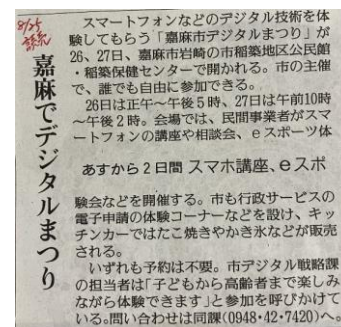 8/25
読売
嘉麻でデジタルまつり
スマートフォンなどのデジタル技術を体
験してもらう「嘉麻市デジタルまつり」が
26、27日、嘉麻市岩崎の市稲築地区公民館
・稲築保健センターで開かれる。市の主催
で、誰でも自由に参加できる。
26日は正午～午後5時、27日は午前10時
～午後2時。会場では、民間事業者がスマ
ートフォンの講座や相談会、eスポーツ体
あすから2日間 スマホ講座、eスポ
験会などを開催する。市も行政サービスの
電子申請の体験コーナーなどを設け、キッ
チンカーではたこ焼きやかき氷などが販売
される。
いずれも予約は不要。市デジタル戦略課
の担当者は「子どもから高齢者まで楽しみ
ながら体験できます」と参加を呼びかけて
いる。問い合わせは同課(0948・42・7420)へ。